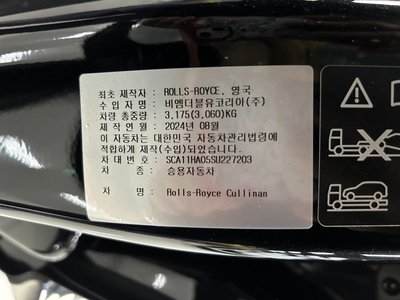 최초 제작자 : ROLLS-ROYCE, 영국
수 입 자 명 : 비엠더블유코리아(주)
차량 총중량 : 3,175(3,060)KG
제 작 연 월 : 2024년 08월
이 자동차는 대한민국 자동차관리법령에
적합하게 제작(수입)되었습니다.
차 대 번 호 : SCA11HA05SU227203
차 종 : 승용자동차
차 명 : Rolls-Royce Cullinan